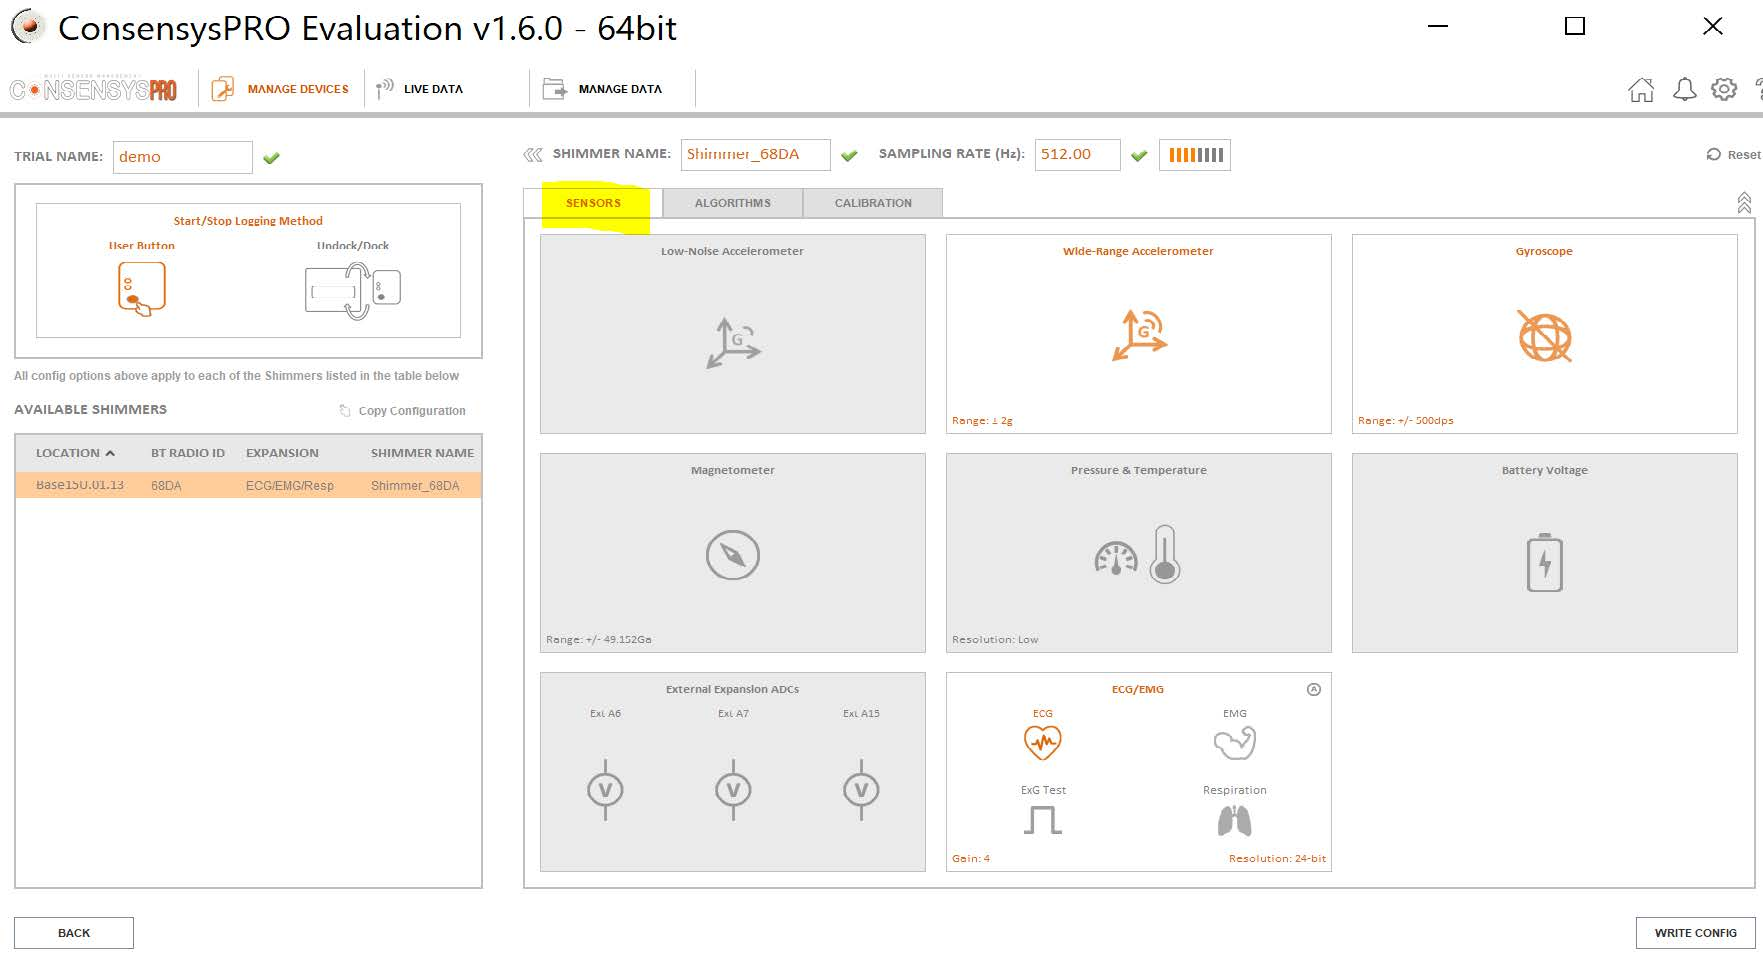 ConsensysPRO Evaluation v1.6.0 - 64bit
CONSENSYSPRO
MANAGE DEVICES
LIVE DATA
MANAGE DATA
TRIAL NAME: demo
SHIMMER NAME: Shimmer_68DA
SAMPLING RATE (Hz): 512.00
Reset
Start/Stop Logging Method
User Button
Undock/Dock
All config options above apply to each of the Shimmers listed in the table below
AVAILABLE SHIMMERS
Copy Configuration
LOCATION BT RADIO ID EXPANSION SHIMMER NAME
Base15U.01.13 68DA ECG/EMG/Resp Shimmer_68DA
SENSORS
ALGORITHMS
CALIBRATION
Low-Noise Accelerometer
G
Wide-Range Accelerometer
G
Range: ± 2g
Gyroscope
Range: +/- 500dps
Magnetometer
Range: +/- 49.152Ga
Pressure & Temperature
Resolution: Low
Battery Voltage
External Expansion ADCs
Ext A6
Ext A7
Ext A15
V
V
V
ECG/EMG
A
ECG
EMG
ExG Test
Respiration
Gain: 4
Resolution: 24-bit
BACK
WRITE CONFIG